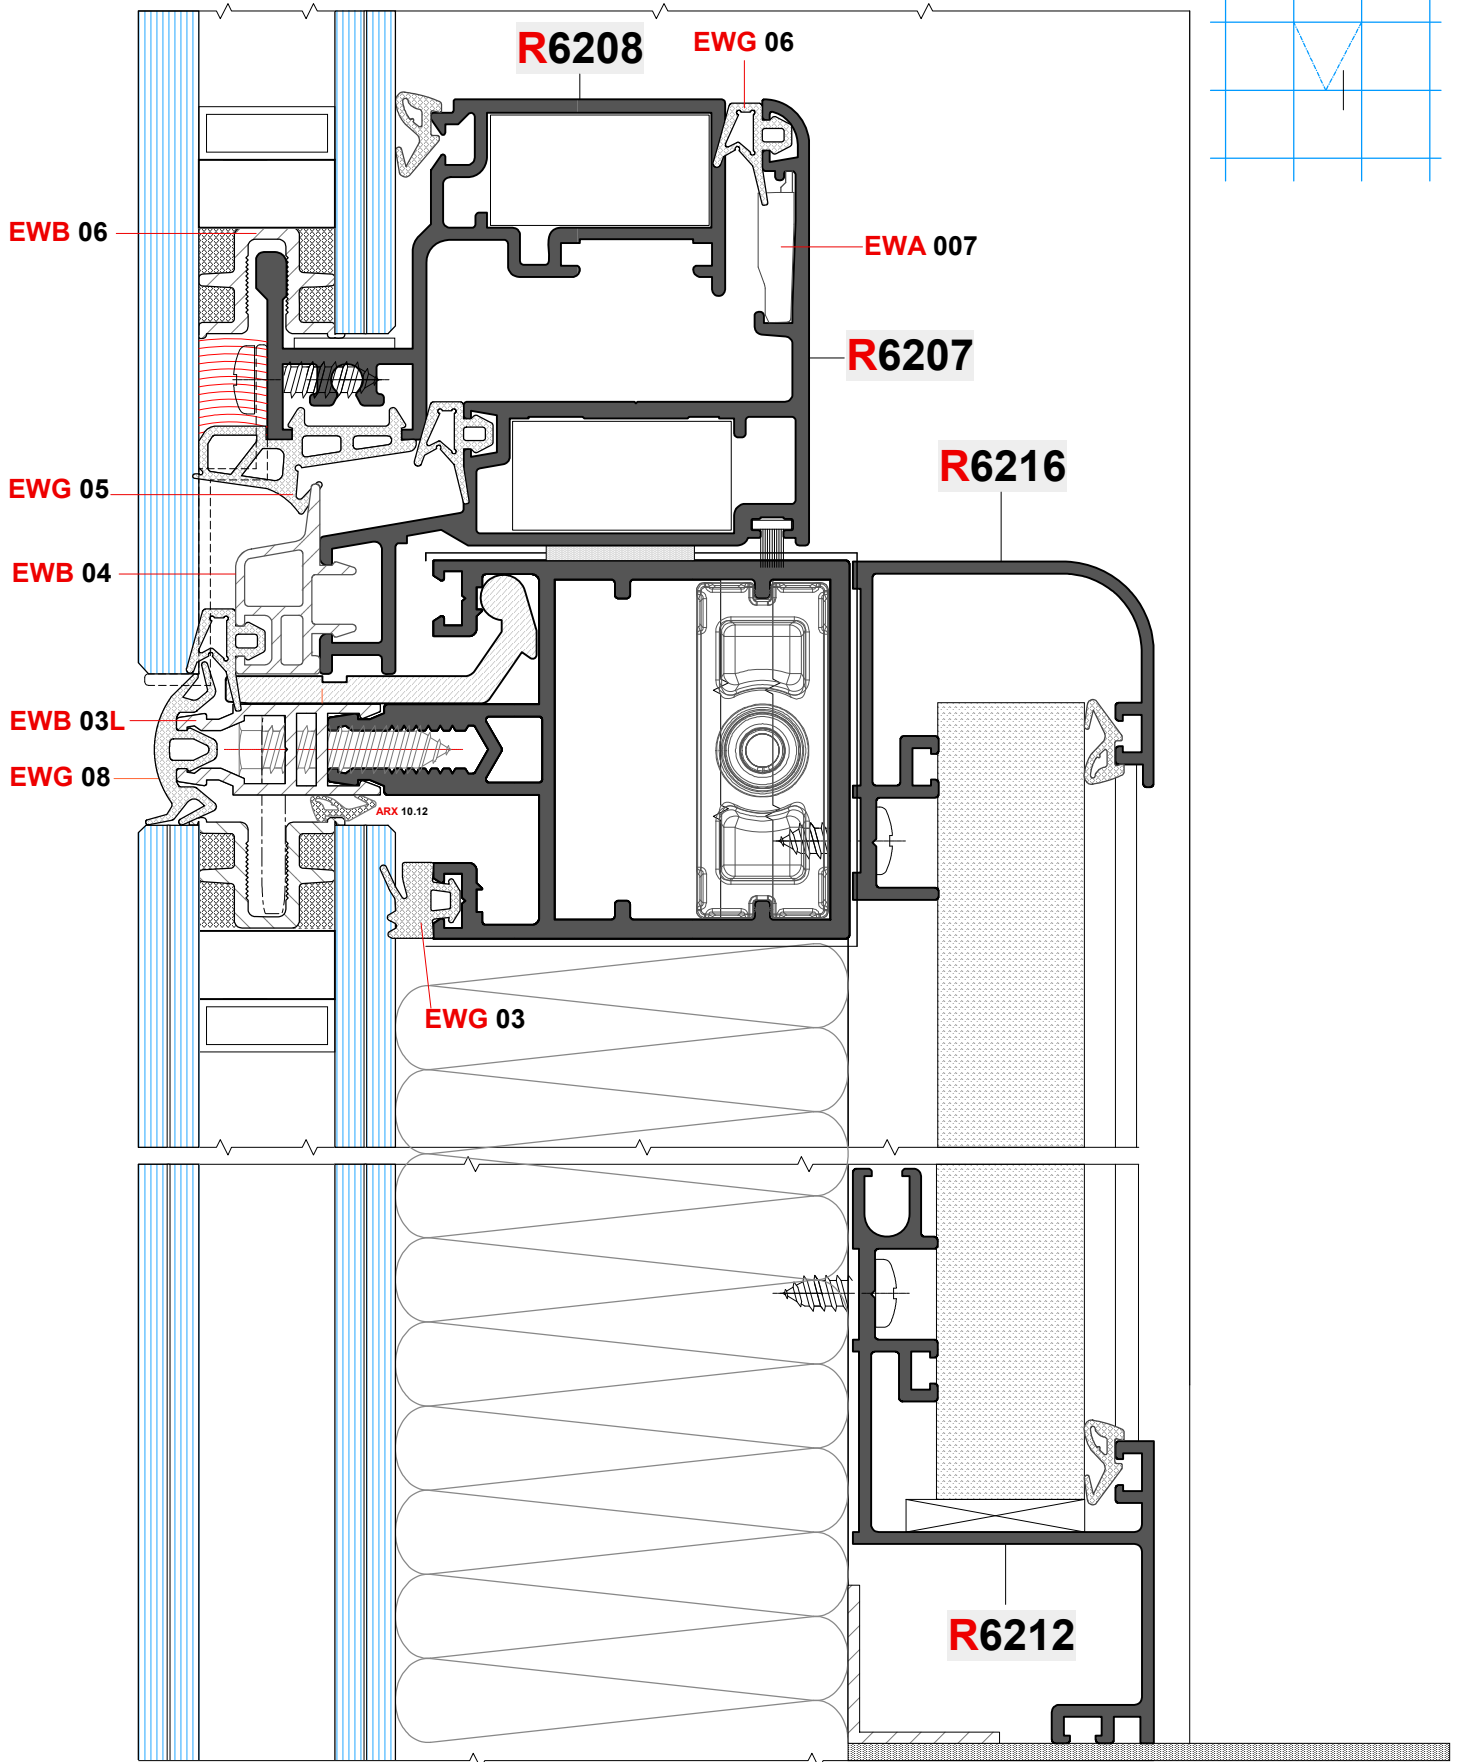 R6208
EWG 06
EWB 06
EWA 007
R6207
R6216
EWG 05
EWB 04
EWB 03L
EWG 08
ARX 10.12
EWG 03
R6212